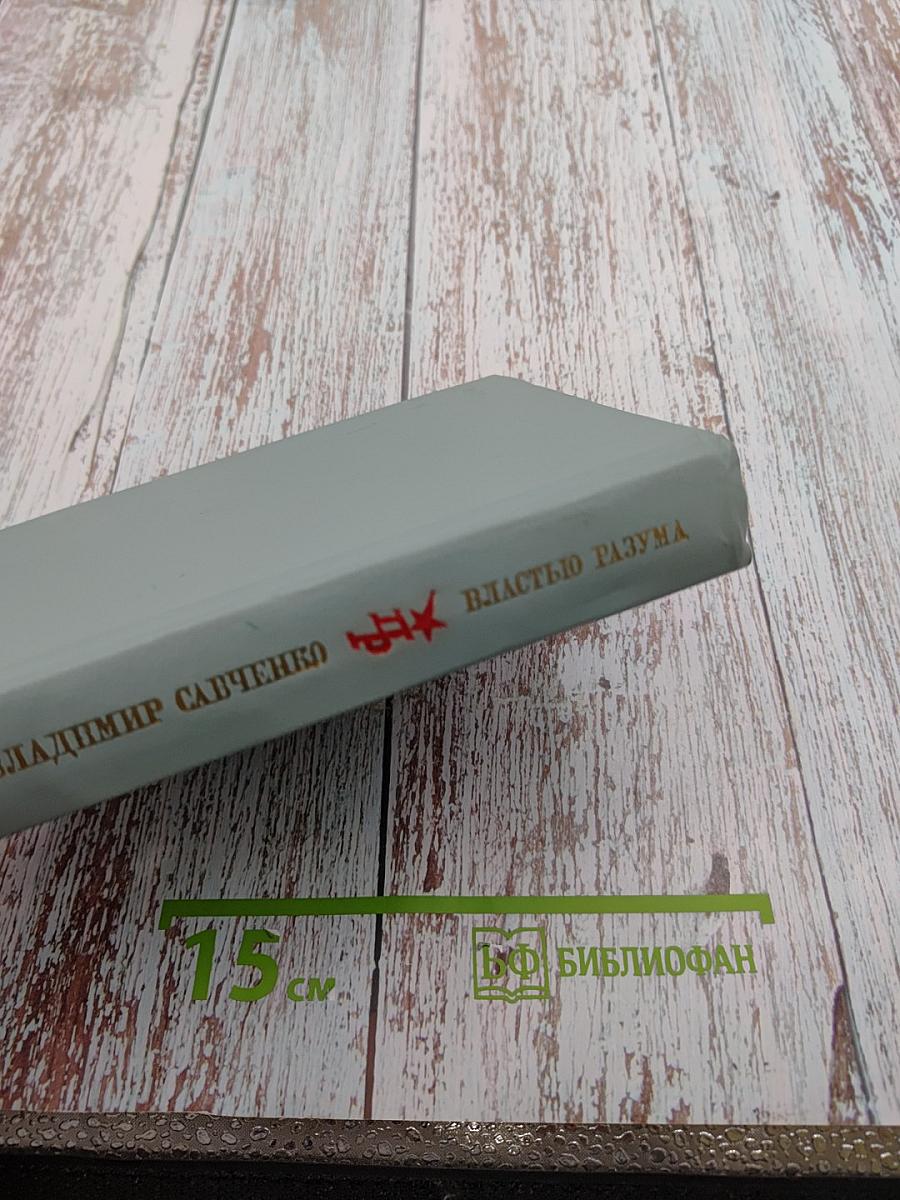 ВЛАДИМИР САВЧЕНКО ВЛАСТЬЮ РАЗУМА
15 см
БФ БИБЛИОФАН